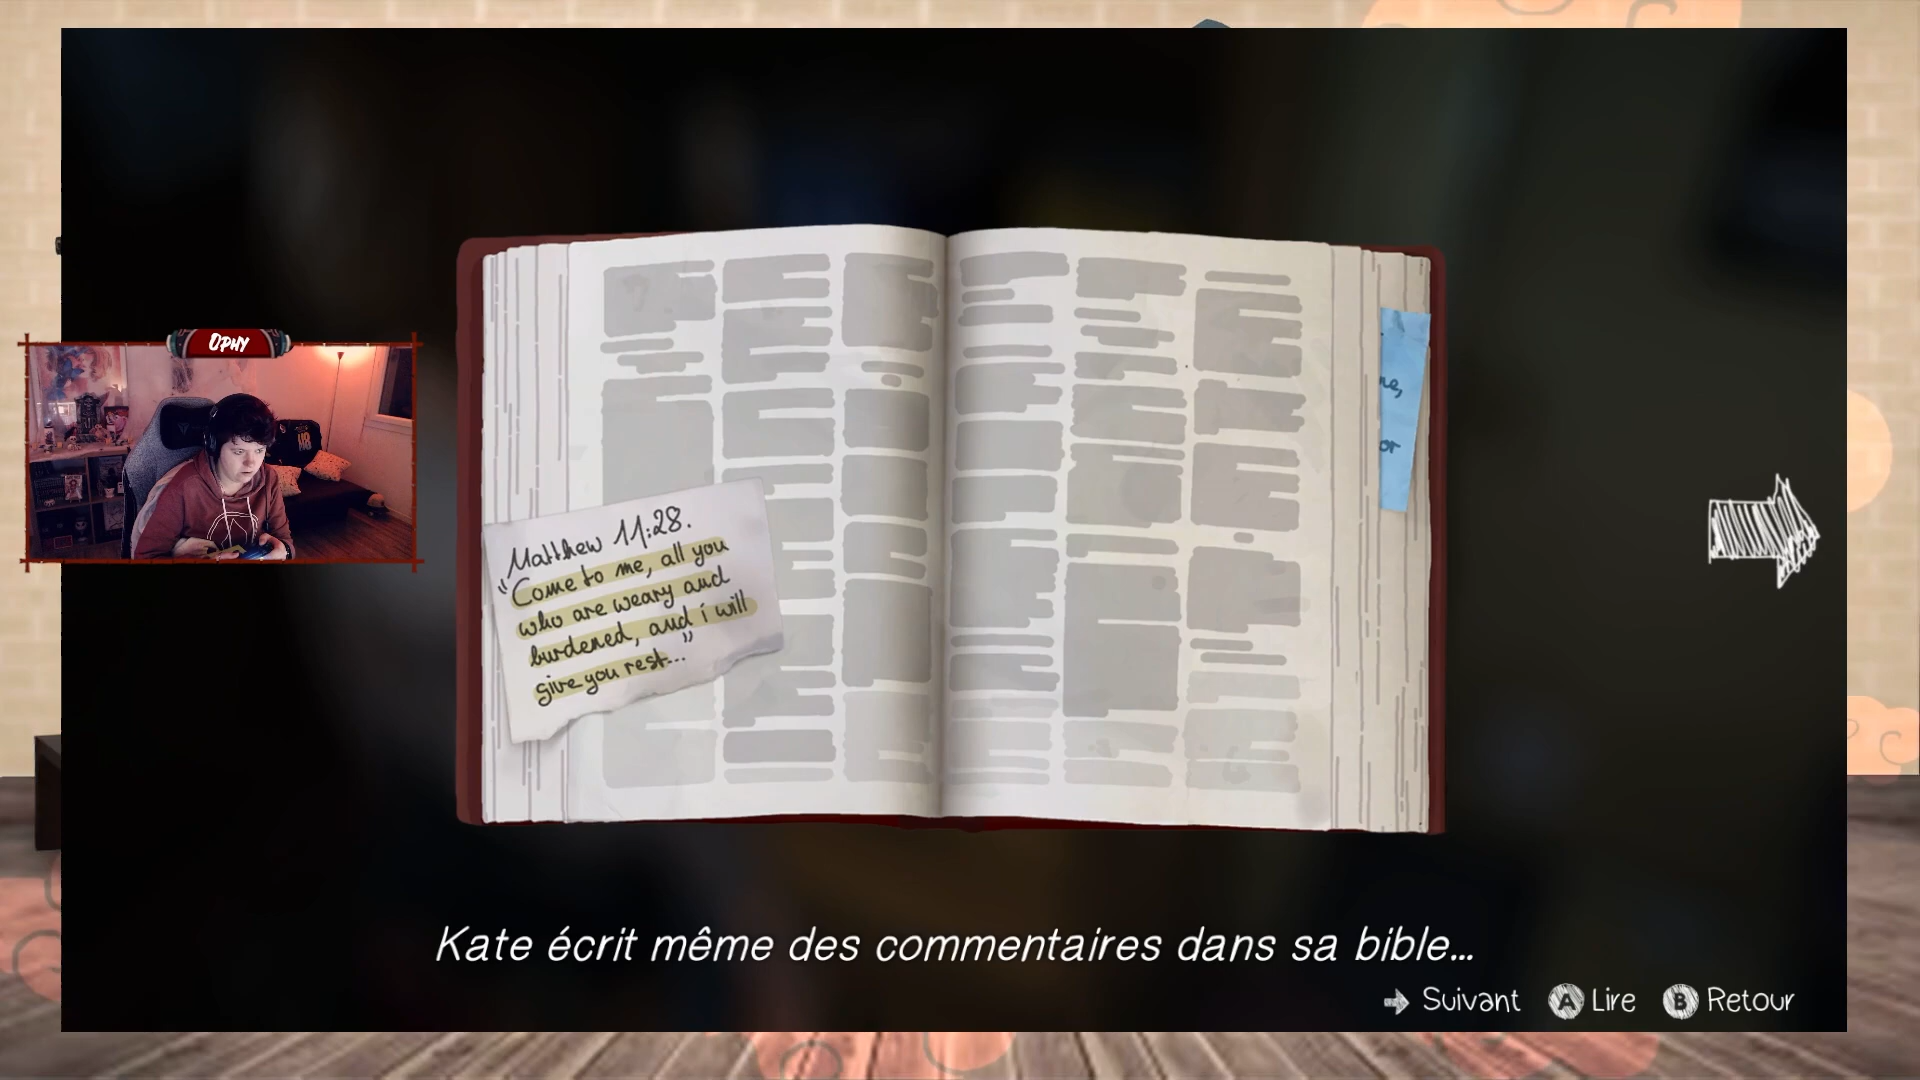 OPHY
Matthew 11:28.
"Come to me, all you
who are weary and
burdened, and i will
give you rest..."
or
Kate écrit même des commentaires dans sa bible...
Suivant A Lire B Retour